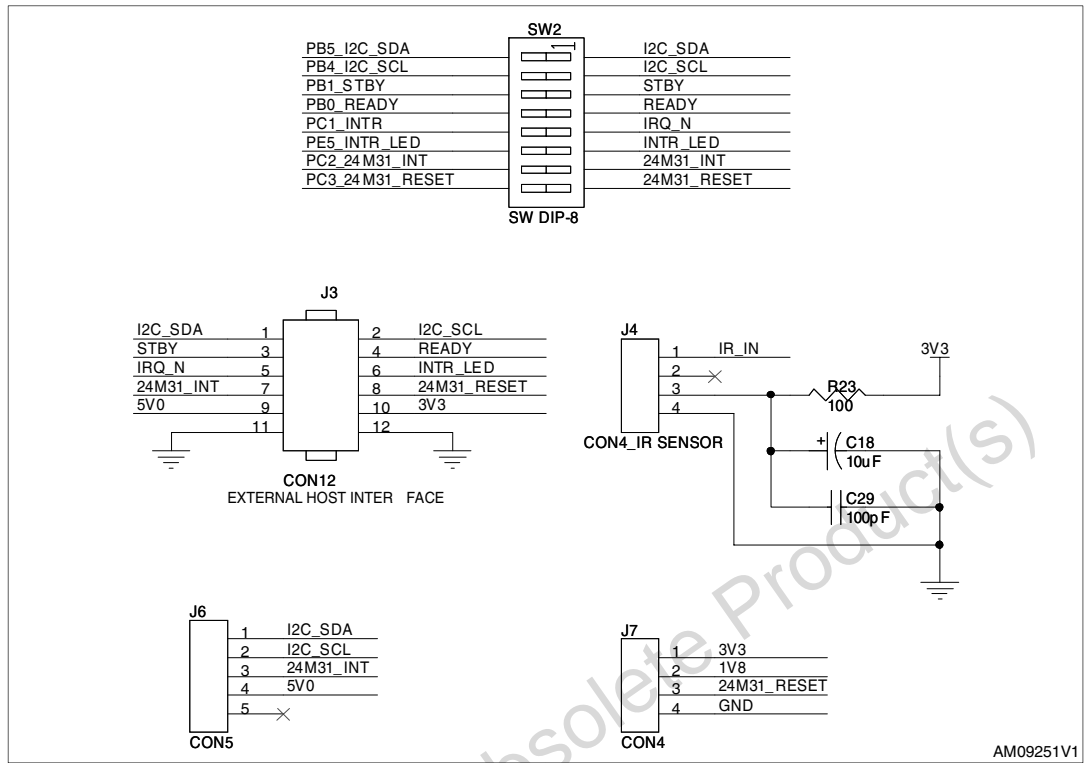 SW2
1
PB5_I2C_SDA I2C_SDA
PB4_I2C_SCL I2C_SCL
PB1_STBY STBY
PB0_READY READY
PC1_INTR IRQ_N
PE5_INTR_LED INTR_LED
PC2_24M31_INT 24M31_INT
PC3_24M31_RESET 24M31_RESET
SW DIP-8
J3
I2C_SDA 1 2 I2C_SCL
STBY 3 4 READY
IRQ_N 5 6 INTR_LED
24M31_INT 7 8 24M31_RESET
5V0 9 10 3V3
11 12
CON12
EXTERNAL HOST INTER FACE
J4
1 IR_IN
2
3
4
CON4_IR SENSOR
3V3
R23
100
+ C18
10uF
C29
100pF
J6
1 I2C_SDA
2 I2C_SCL
3 24M31_INT
4 5V0
5
CON5
J7
1 3V3
2 1V8
3 24M31_RESET
4 GND
CON4
AM09251V1
Obsolete Product(s)